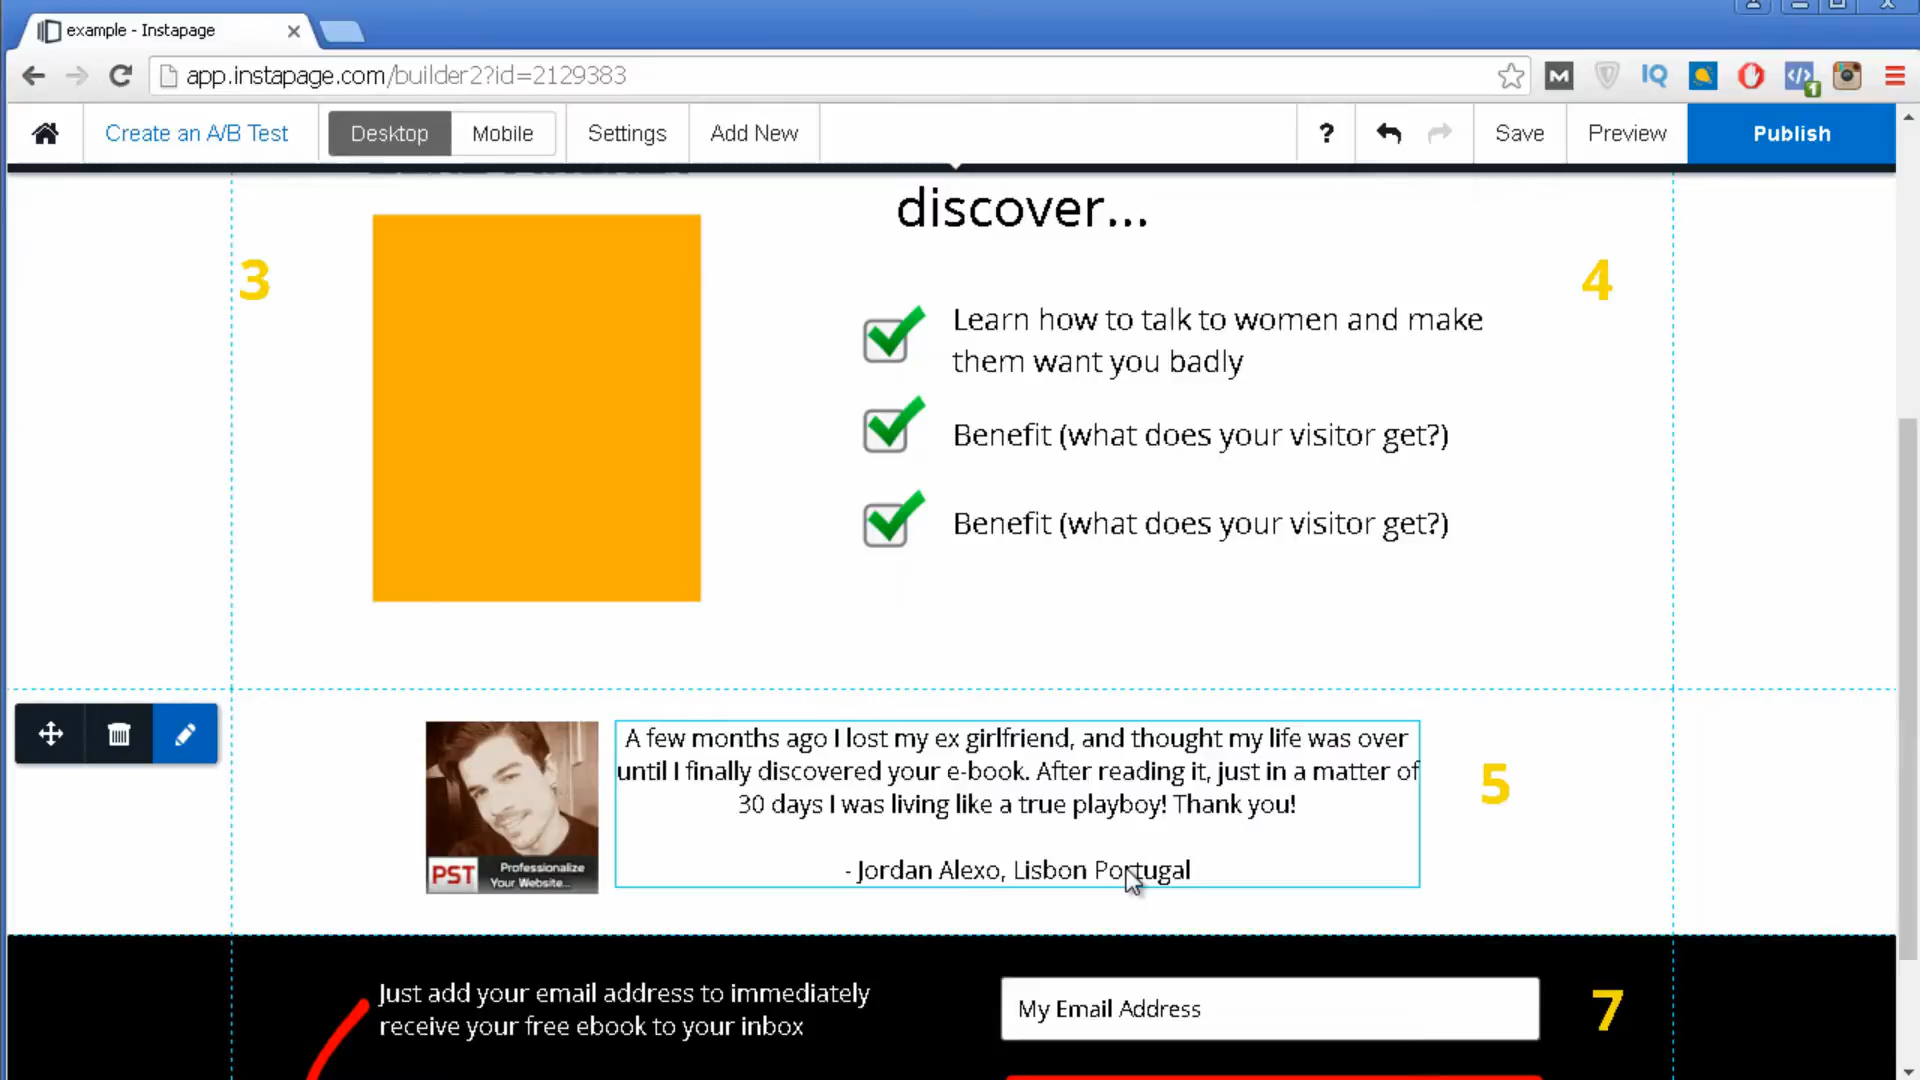 example - Instapage
app.instapage.com/builder2?id=2129383
M
IQ
1
Create an A/B Test
Desktop
Mobile
Settings
Add New
?
Save
Preview
Publish
discover...
3
4
Learn how to talk to women and make
them want you badly
Benefit (what does your visitor get?)
Benefit (what does your visitor get?)
A few months ago I lost my ex girlfriend, and thought my life was over
until I finally discovered your e-book. After reading it, just in a matter of
30 days I was living like a true playboy! Thank you!
- Jordan Alexo, Lisbon Portugal
5
PST
Professionalize
Your Website...
Just add your email address to immediately
receive your free ebook to your inbox
My Email Address
7